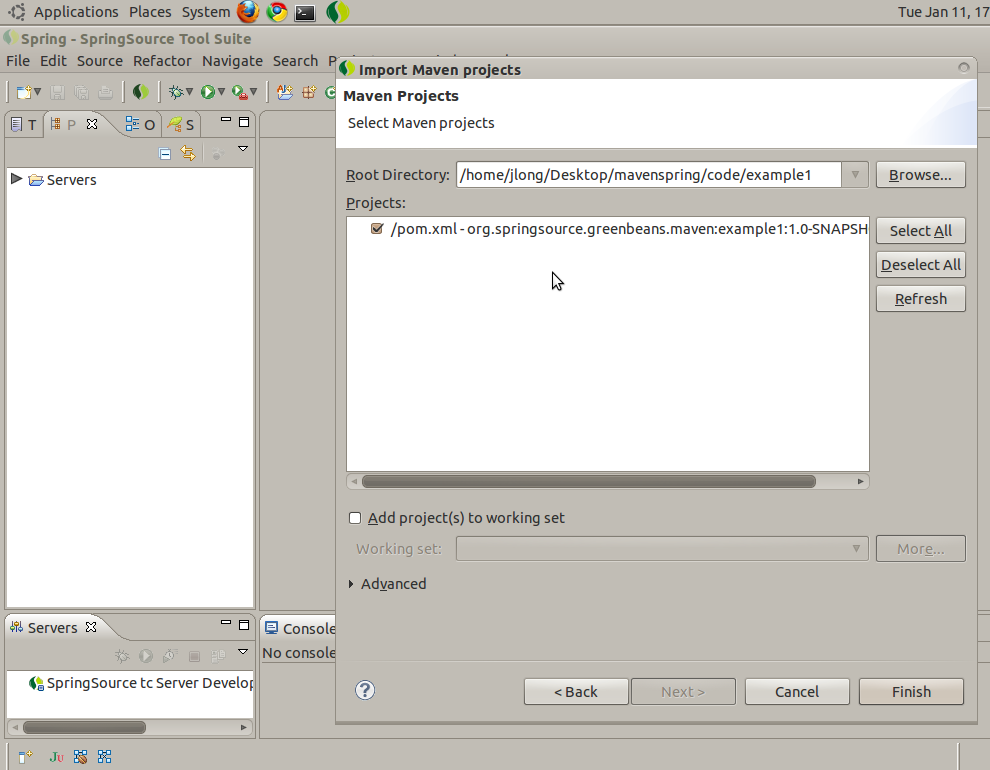 Applications Places System Tue Jan 11, 17
Spring - SpringSource Tool Suite
File Edit Source Refactor Navigate Search
Import Maven projects
Maven Projects
Select Maven projects
T P O S
Servers
Root Directory: /home/jlong/Desktop/mavenspring/code/example1 Browse...
Projects:
/pom.xml - org.springsource.greenbeans.maven:example1:1.0-SNAPSH
Select All
Deselect All
Refresh
Add project(s) to working set
Working set: More...
Advanced
Servers
SpringSource tc Server Develop
Console
No console
? < Back Next > Cancel Finish
Ju